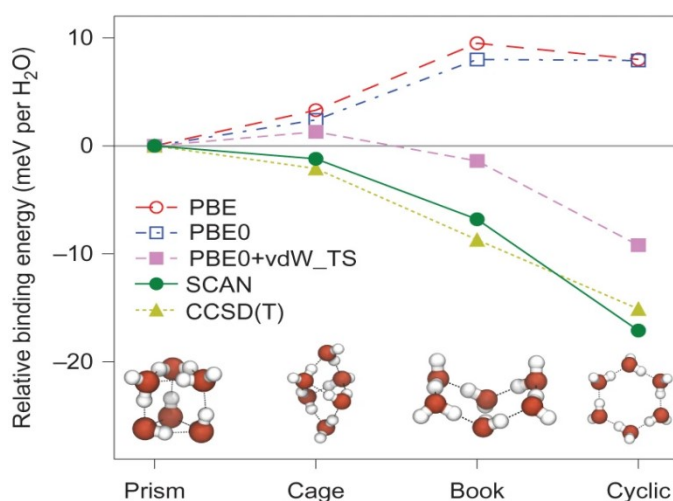 Relative binding energy (meV per H₂O)
10
0
−10
−20
PBE
PBE0
PBE0+vdW_TS
SCAN
CCSD(T)
Prism Cage Book Cyclic